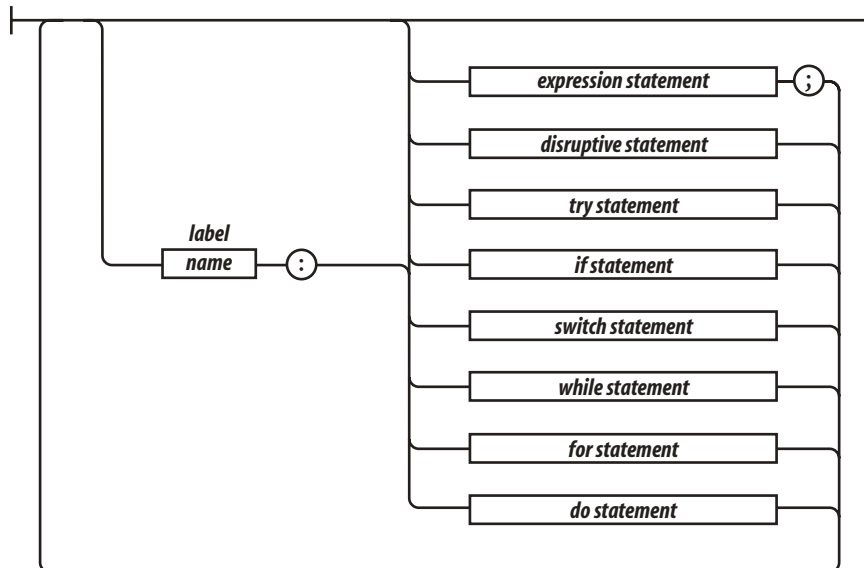 expression statement ;
disruptive statement
try statement
label
name :
if statement
switch statement
while statement
for statement
do statement